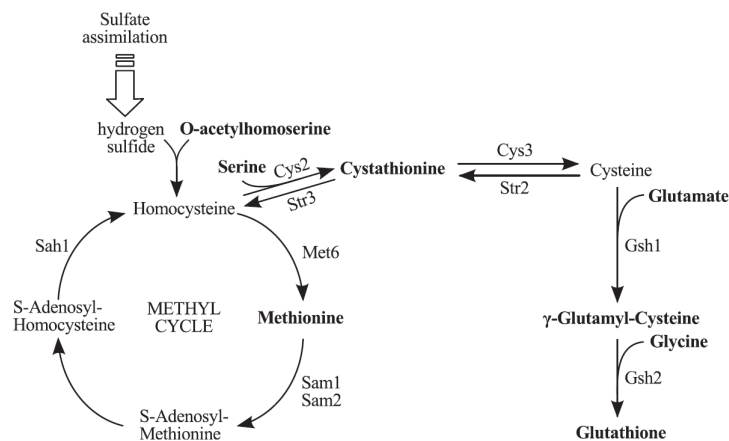 Sulfate
assimilation
hydrogen
sulfide
O-acetylhomoserine
Serine
Cys2
Cystathionine
Cys3
Cysteine
Str3
Str2
Glutamate
Homocysteine
Sah1
Met6
Gsh1
S-Adenosyl-
Homocysteine
METHYL
CYCLE
Methionine
γ-Glutamyl-Cysteine
Glycine
Sam1
Sam2
Gsh2
S-Adenosyl-
Methionine
Glutathione